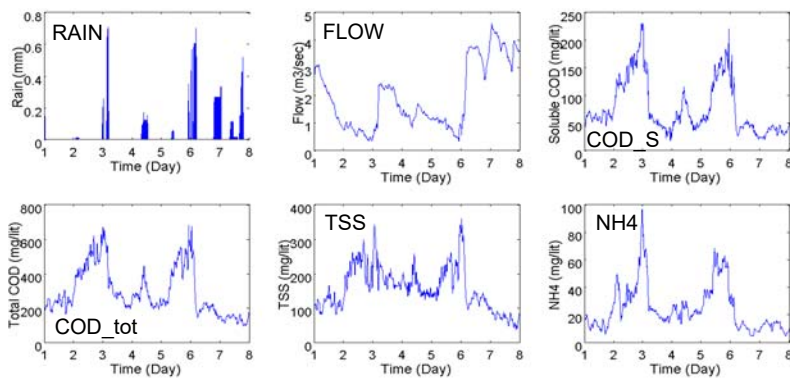 RAIN
Rain (mm)
0.8
0.6
0.4
0.2
0
1 2 3 4 5 6 7 8
Time (Day)
FLOW
Flow (m3/sec)
5
4
3
2
1
0
1 2 3 4 5 6 7 8
Time (Day)
Soluble COD (mg/lit)
250
200
150
100
50
0
COD_S
1 2 3 4 5 6 7 8
Time (Day)
Total COD (mg/lit)
800
600
400
200
0
COD_tot
1 2 3 4 5 6 7 8
Time (Day)
TSS
TSS (mg/lit)
400
300
200
100
0
1 2 3 4 5 6 7 8
Time (Day)
NH4
NH4 (mg/lit)
100
80
60
40
20
0
1 2 3 4 5 6 7 8
Time (Day)